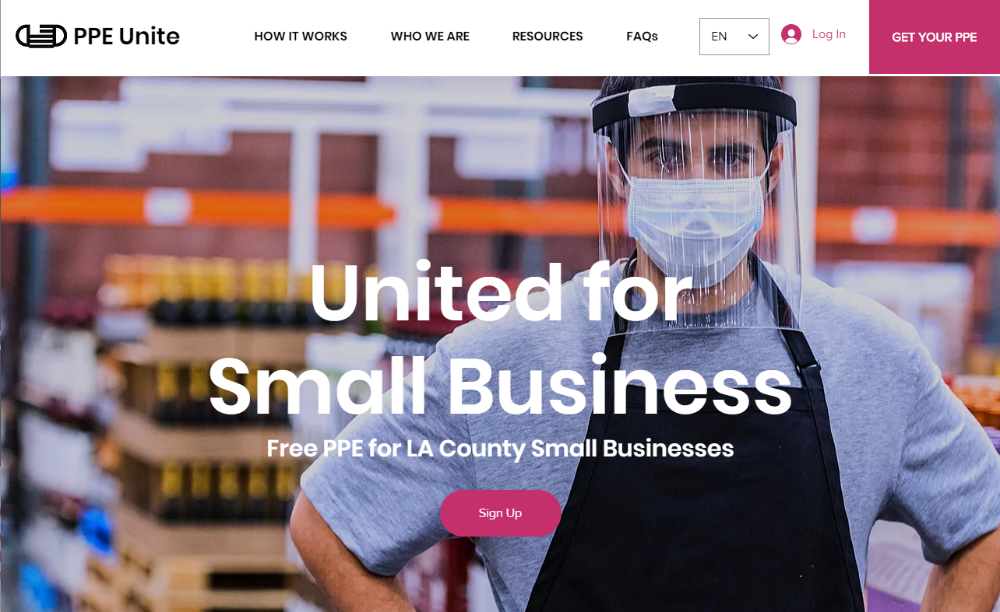 PPE Unite
HOW IT WORKS
WHO WE ARE
RESOURCES
FAQs
EN
Log In
GET YOUR PPE
United for
Small Business
Free PPE for LA County Small Businesses
Sign Up